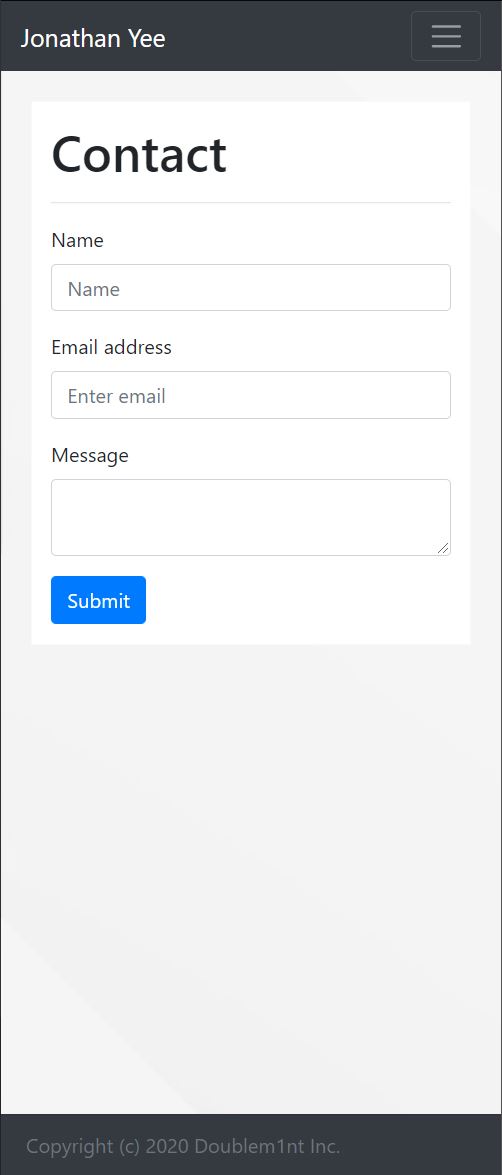 Jonathan Yee
Contact
Name
Name
Email address
Enter email
Message
Submit
Copyright (c) 2020 Doublem1nt Inc.